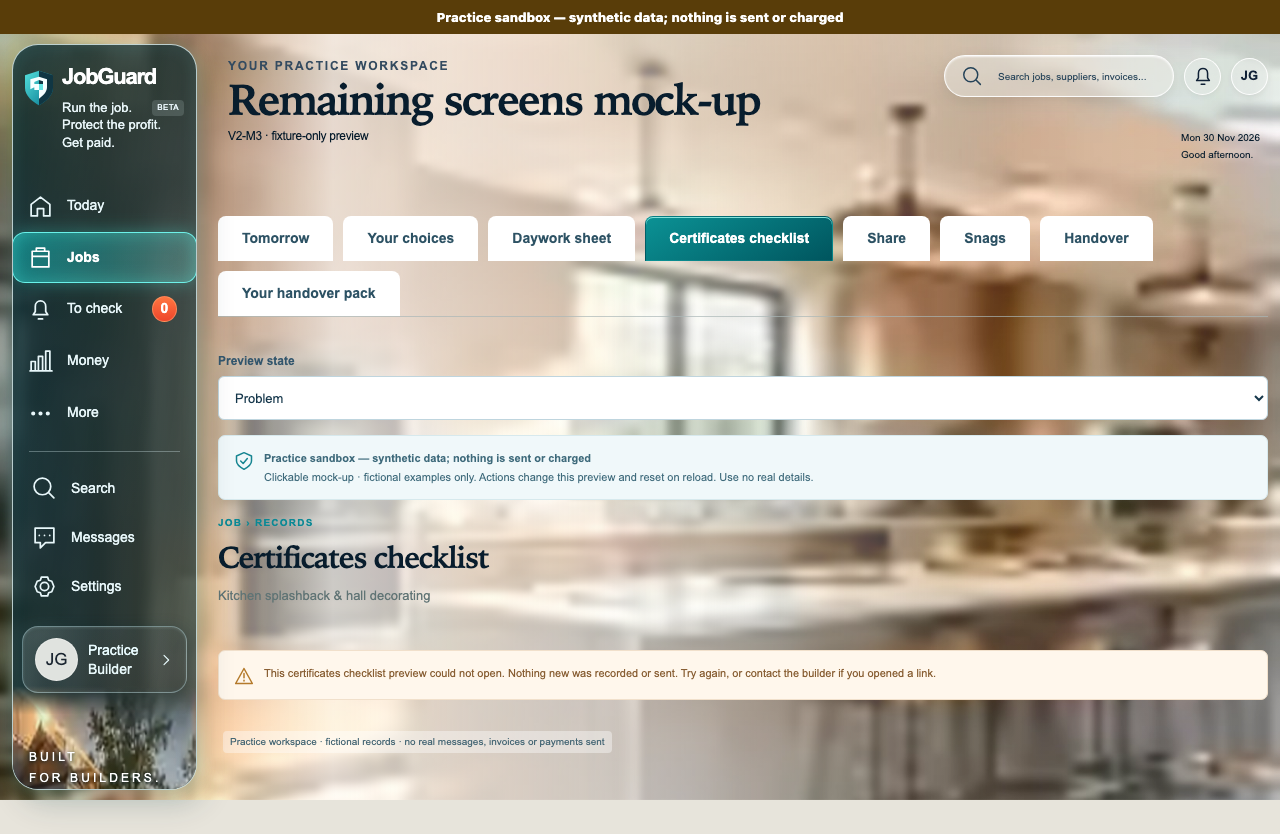 Practice sandbox — synthetic data; nothing is sent or charged
JobGuard
Run the job.
Protect the profit.
Get paid.
BETA
Today
Jobs
To check
0
Money
More
Search
Messages
Settings
JG
Practice
Builder
BUILT
FOR BUILDERS.
YOUR PRACTICE WORKSPACE
Remaining screens mock-up
V2-M3 · fixture-only preview
Search jobs, suppliers, invoices...
JG
Mon 30 Nov 2026
Good afternoon.
Tomorrow
Your choices
Daywork sheet
Certificates checklist
Share
Snags
Handover
Your handover pack
Preview state
Problem
Practice sandbox — synthetic data; nothing is sent or charged
Clickable mock-up · fictional examples only. Actions change this preview and reset on reload. Use no real details.
JOB › RECORDS
Certificates checklist
Kitchen splashback & hall decorating
This certificates checklist preview could not open. Nothing new was recorded or sent. Try again, or contact the builder if you opened a link.
Practice workspace · fictional records · no real messages, invoices or payments sent